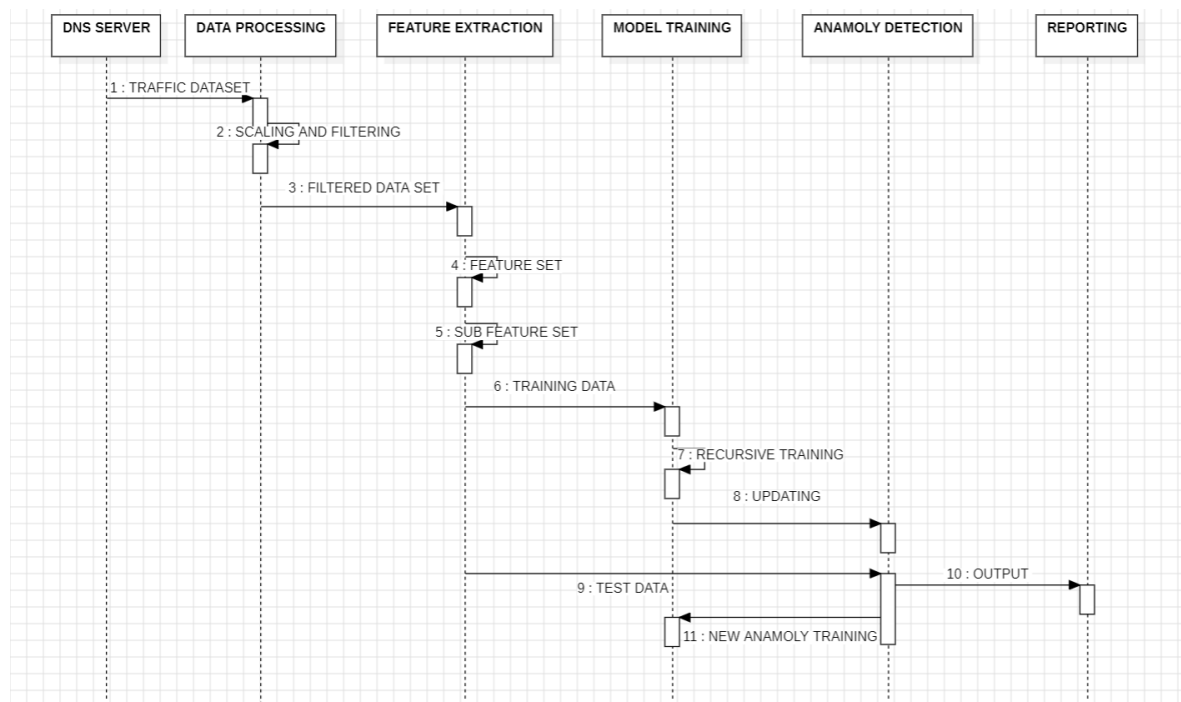 DNS SERVER
DATA PROCESSING
FEATURE EXTRACTION
MODEL TRAINING
ANAMOLY DETECTION
REPORTING
1 : TRAFFIC DATASET
2 : SCALING AND FILTERING
3 : FILTERED DATA SET
4 : FEATURE SET
5 : SUB FEATURE SET
6 : TRAINING DATA
7 : RECURSIVE TRAINING
8 : UPDATING
9 : TEST DATA
10 : OUTPUT
11 : NEW ANAMOLY TRAINING